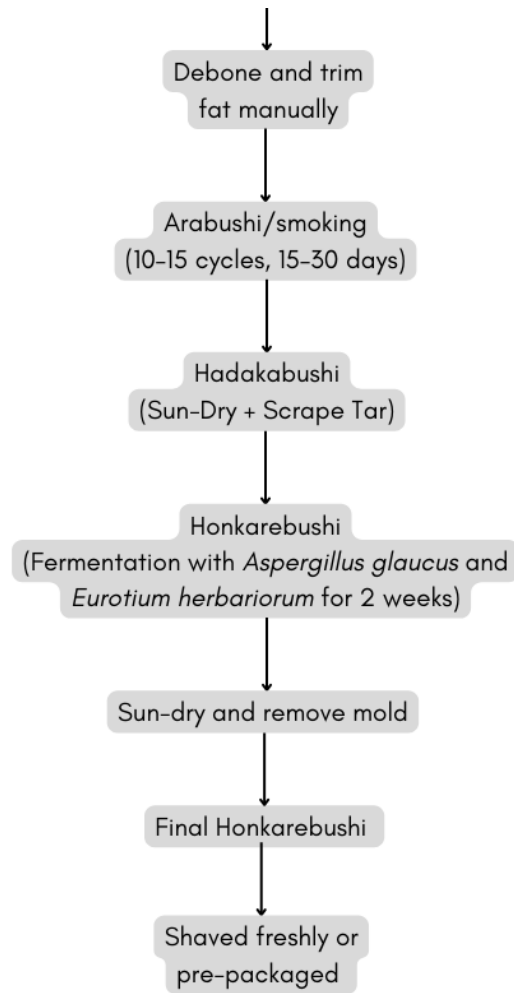 Debone and trim
fat manually
Arabushi/smoking
(10-15 cycles, 15-30 days)
Hadakabushi
(Sun-Dry + Scrape Tar)
Honkarebushi
(Fermentation with Aspergillus glaucus and
Eurotium herbariorum for 2 weeks)
Sun-dry and remove mold
Final Honkarebushi
Shaved freshly or
pre-packaged